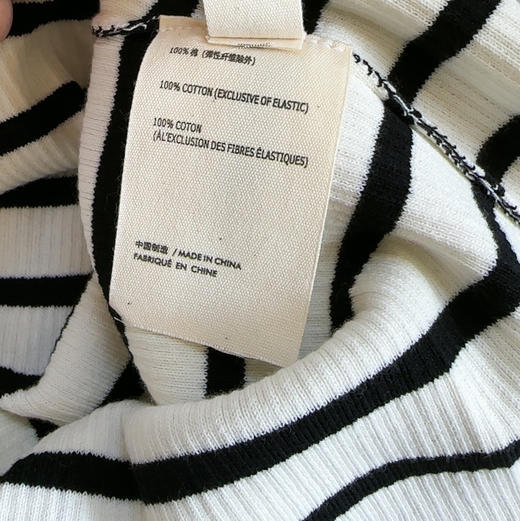 100% 棉 (弹性纤维除外)
100% COTTON (EXCLUSIVE OF ELASTIC)
100% COTON
(À L'EXCLUSION DES FIBRES ÉLASTIQUES)
中国制造 / MADE IN CHINA
FABRIQUÉ EN CHINE